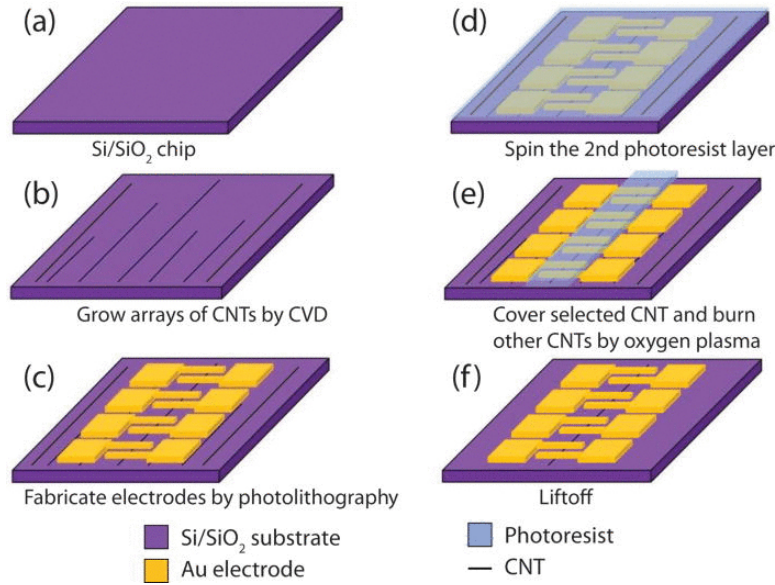 (a)
Si/SiO₂ chip
(b)
Grow arrays of CNTs by CVD
(c)
Fabricate electrodes by photolithography
(d)
Spin the 2nd photoresist layer
(e)
Cover selected CNT and burn
other CNTs by oxygen plasma
(f)
Liftoff
Si/SiO₂ substrate
Au electrode
Photoresist
CNT